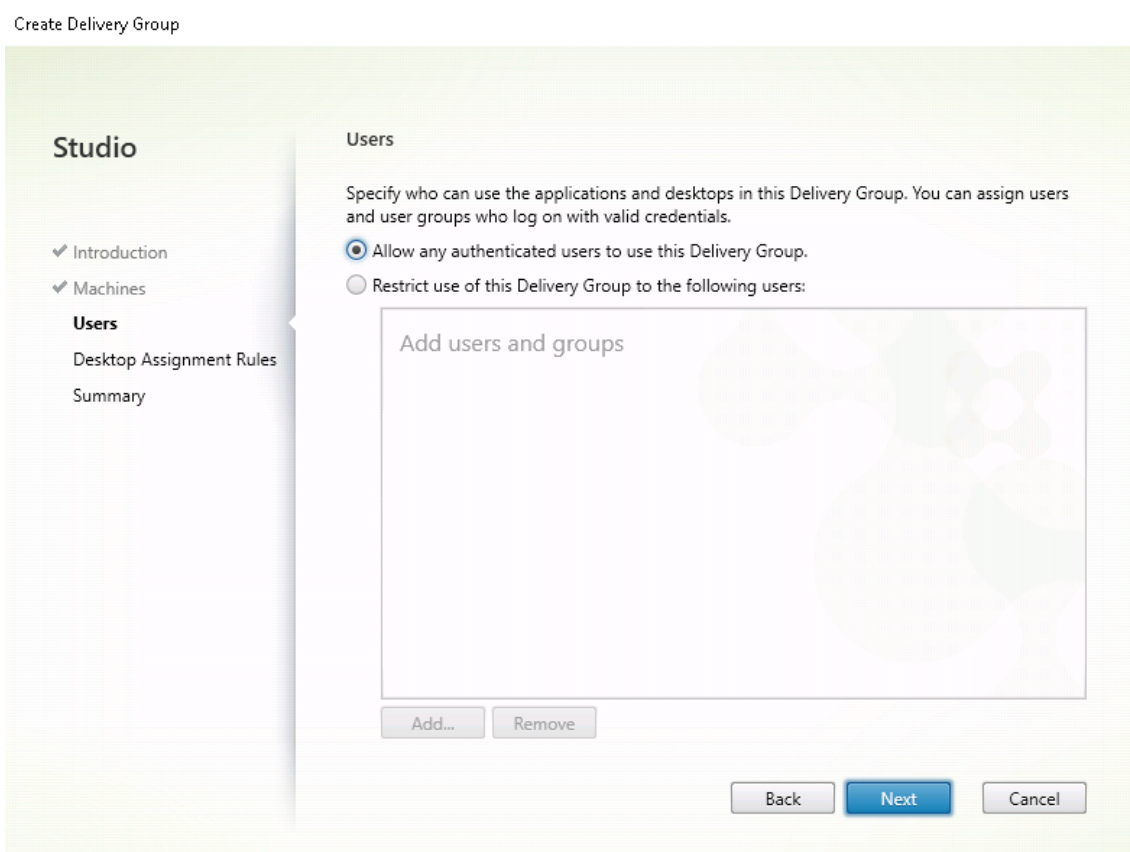 Create Delivery Group
Studio
Introduction
Machines
Users
Desktop Assignment Rules
Summary
Users
Specify who can use the applications and desktops in this Delivery Group. You can assign users
and user groups who log on with valid credentials.
Allow any authenticated users to use this Delivery Group.
Restrict use of this Delivery Group to the following users:
Add users and groups
Add...
Remove
Back
Next
Cancel